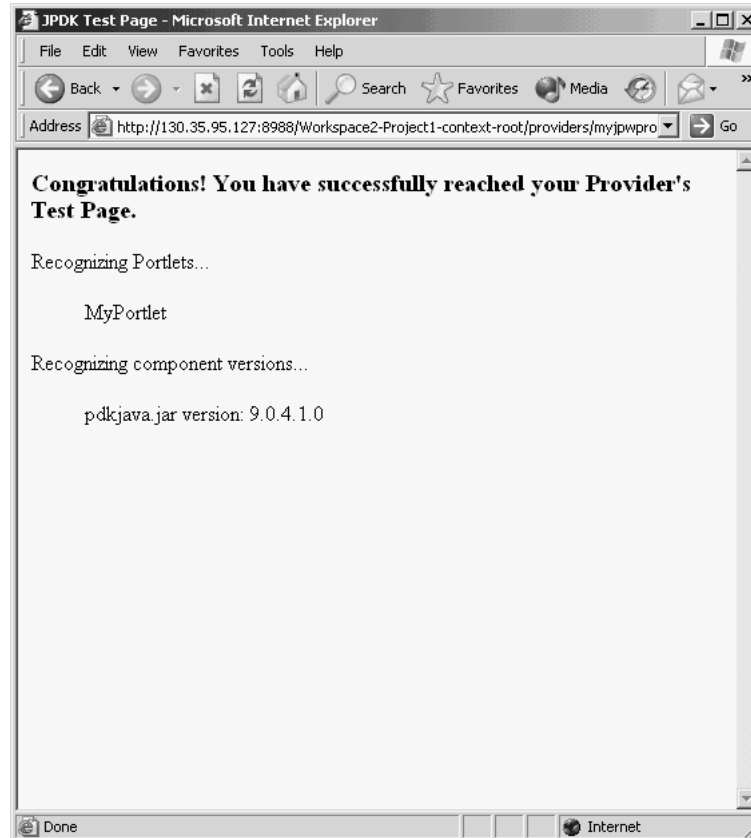 JPDK Test Page - Microsoft Internet Explorer
File Edit View Favorites Tools Help
Back Search Favorites Media »
Address http://130.35.95.127:8988/Workspace2-Project1-context-root/providers/myjpwpro Go
Congratulations! You have successfully reached your Provider's
Test Page.
Recognizing Portlets...
MyPortlet
Recognizing component versions...
pdkjava.jar version: 9.0.4.1.0
Done Internet